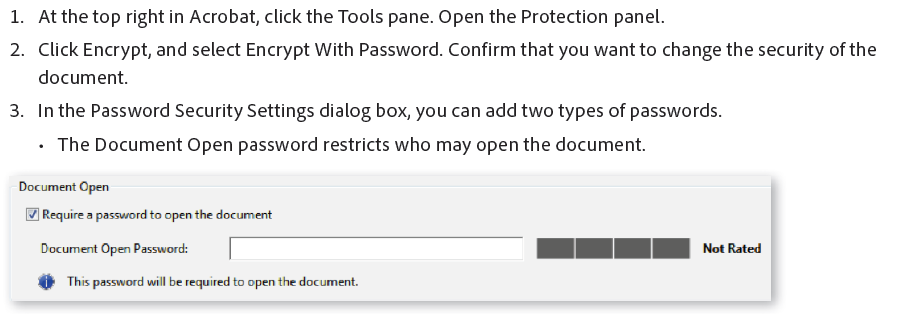 1. At the top right in Acrobat, click the Tools pane. Open the Protection panel.
2. Click Encrypt, and select Encrypt With Password. Confirm that you want to change the security of the
document.
3. In the Password Security Settings dialog box, you can add two types of passwords.
• The Document Open password restricts who may open the document.
Document Open
Require a password to open the document
Document Open Password: Not Rated
This password will be required to open the document.